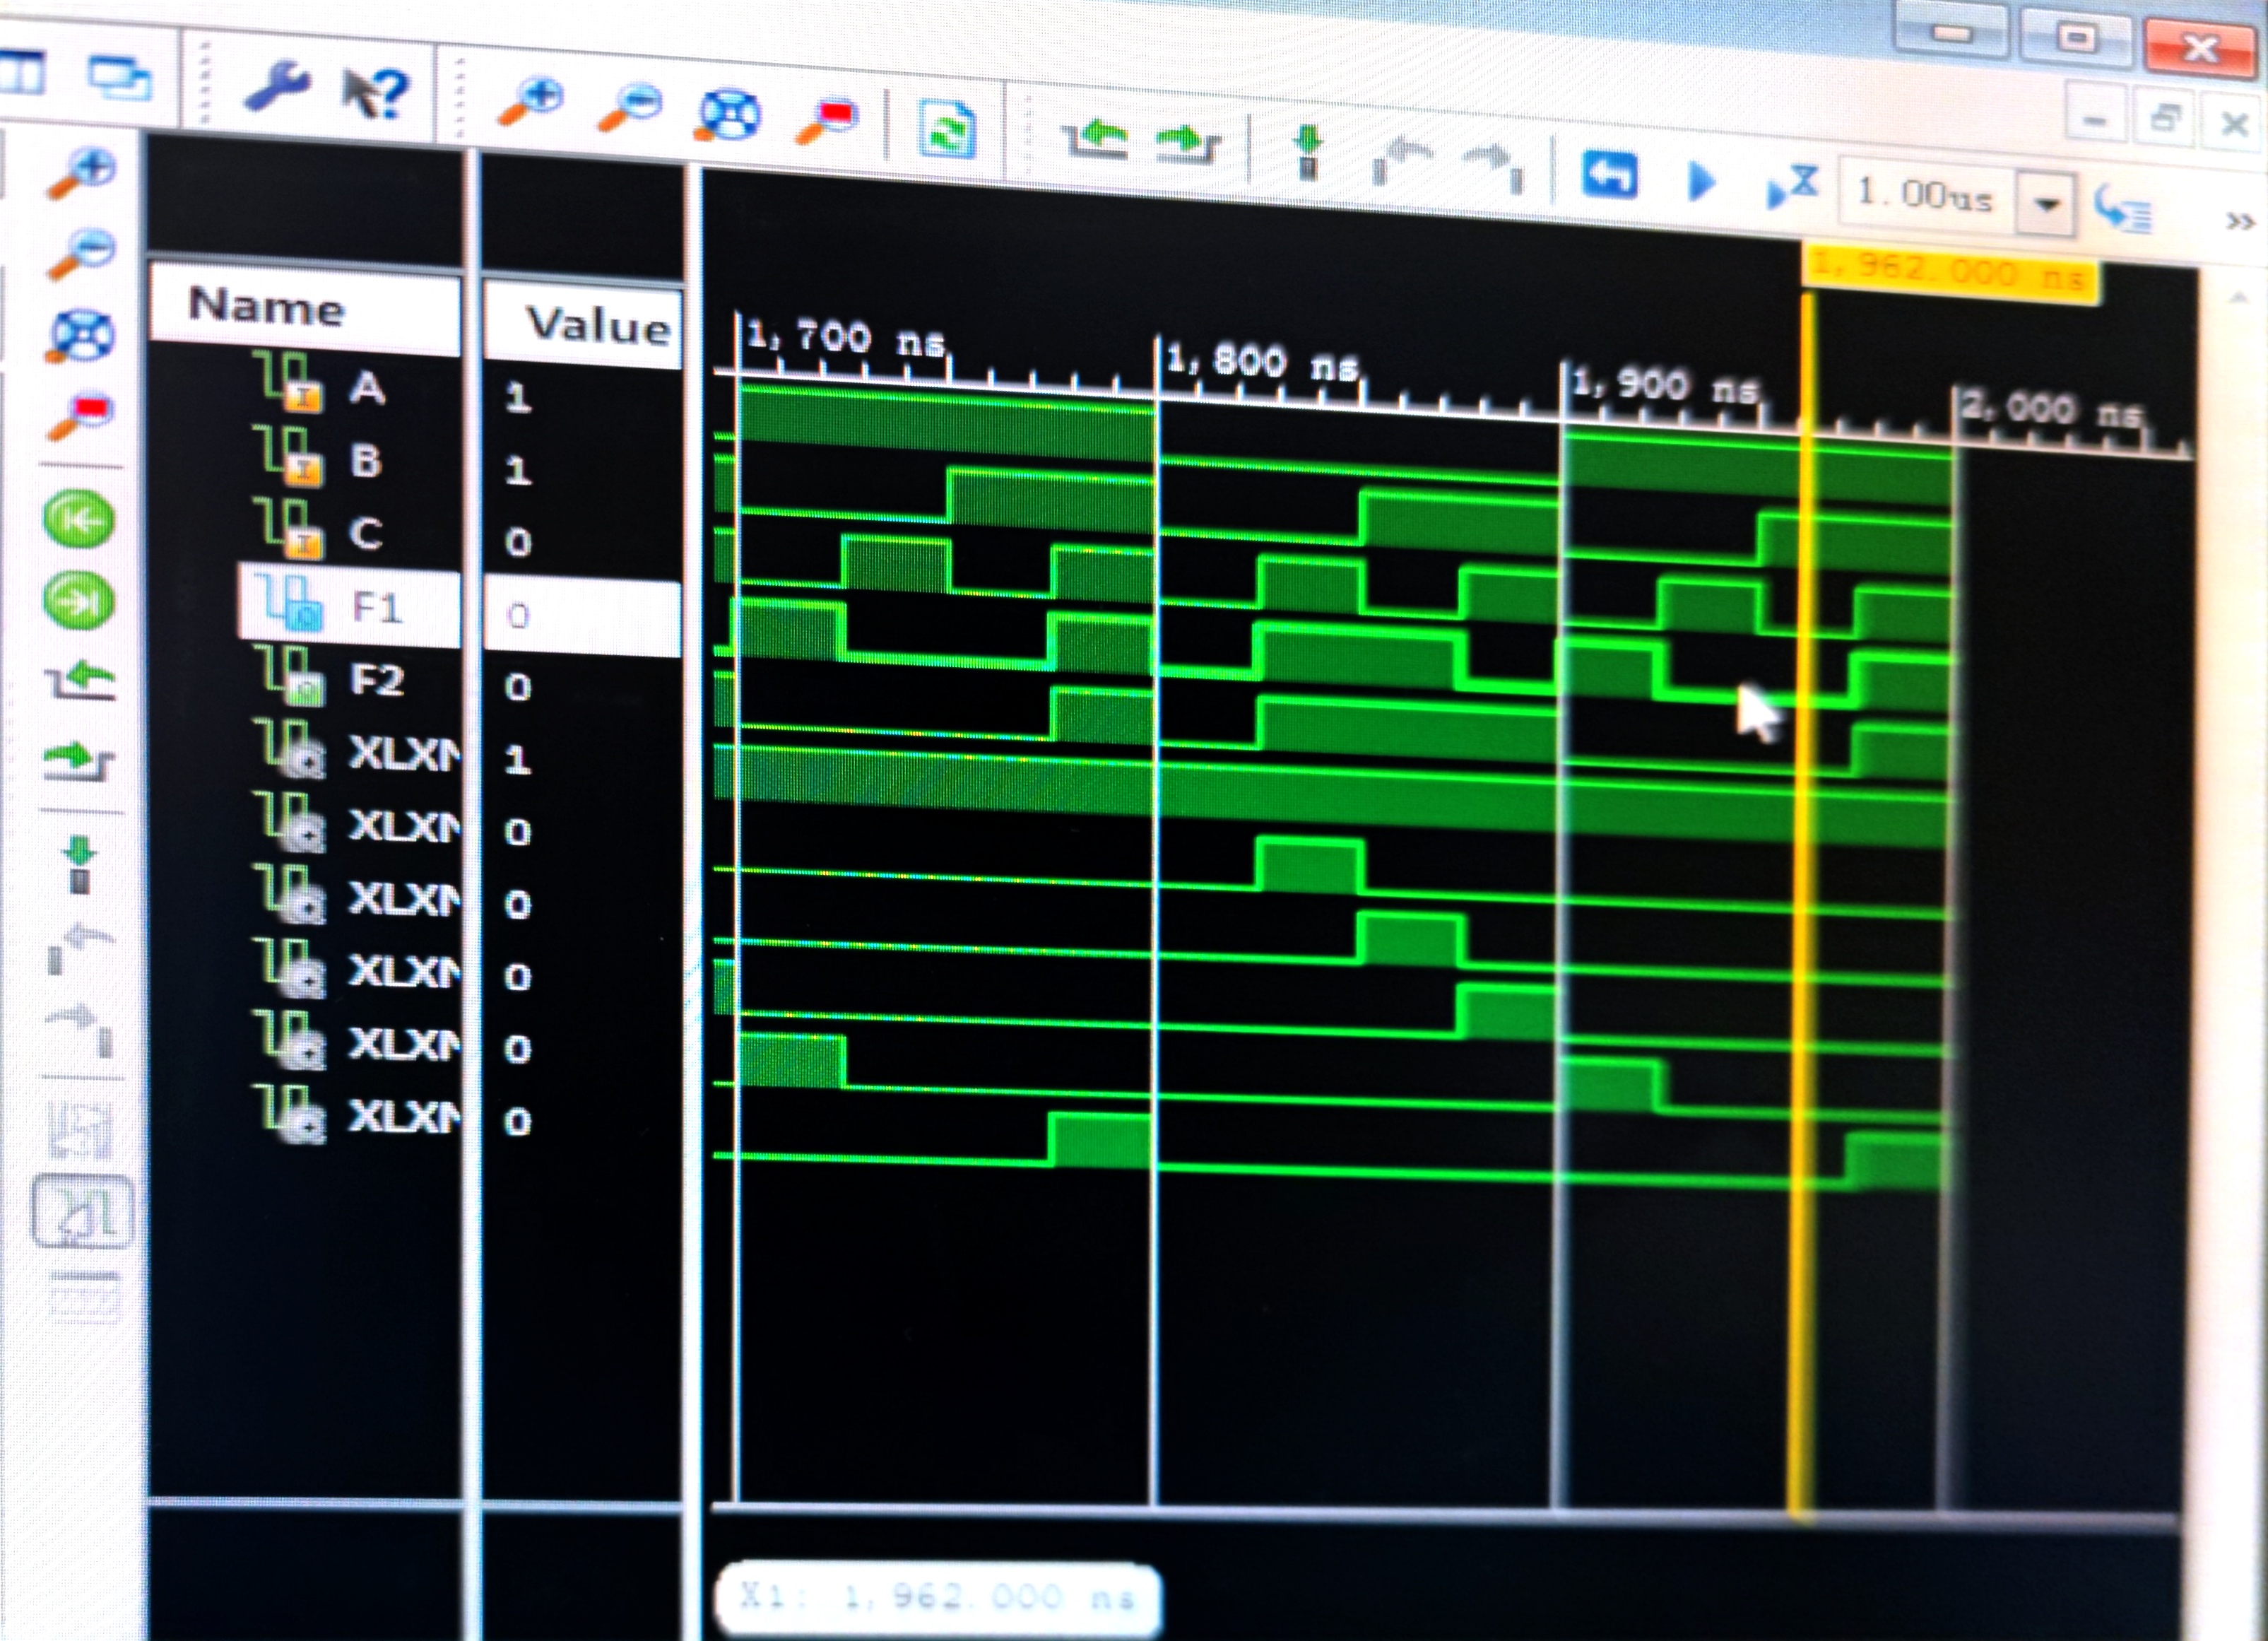 1.00us
1,962.000 ns
Name Value
1,700 ns 1,800 ns 1,900 ns 2,000 ns
A 1
B 1
C 0
F1 0
F2 0
XLXN 1
XLXN 0
XLXN 0
XLXN 0
XLXN 0
XLXN 0
X1: 1,962.000 ns